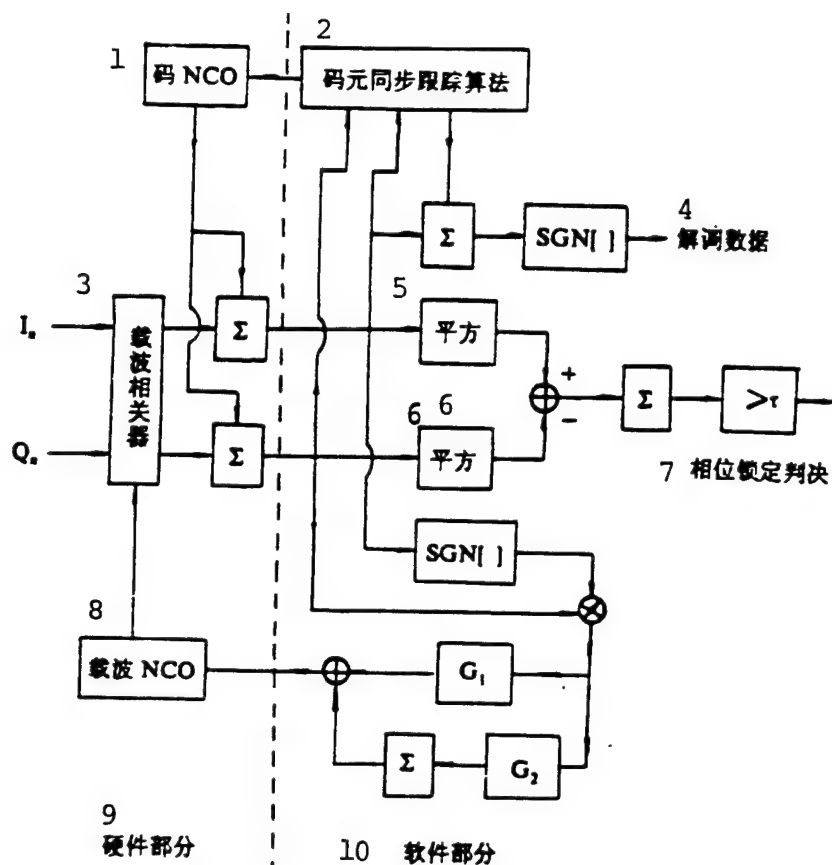 1
码 NCO
2
码元同步跟踪算法
Σ
SGN[ ]
4
解调数据
3
Iₙ
载波相关器
Σ
5
平方
+
−
Σ
>τ
Qₙ
Σ
6 6
平方
7 相位锁定判决
SGN[ ]
8
载波 NCO
G₁
Σ
G₂
9
硬件部分
10 软件部分